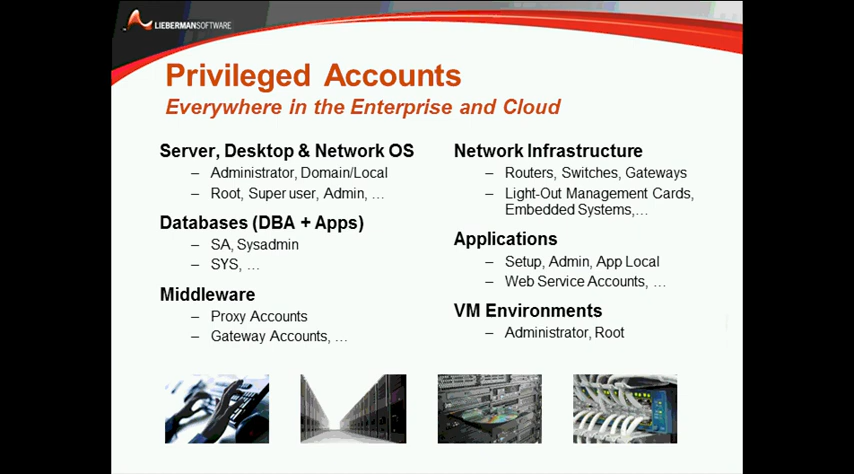 LIEBERMANSOFTWARE
Privileged Accounts
Everywhere in the Enterprise and Cloud
Server, Desktop & Network OS
– Administrator, Domain/Local
– Root, Super user, Admin, …
Databases (DBA + Apps)
– SA, Sysadmin
– SYS, …
Middleware
– Proxy Accounts
– Gateway Accounts, …
Network Infrastructure
– Routers, Switches, Gateways
– Light-Out Management Cards,
Embedded Systems,…
Applications
– Setup, Admin, App Local
– Web Service Accounts, …
VM Environments
– Administrator, Root